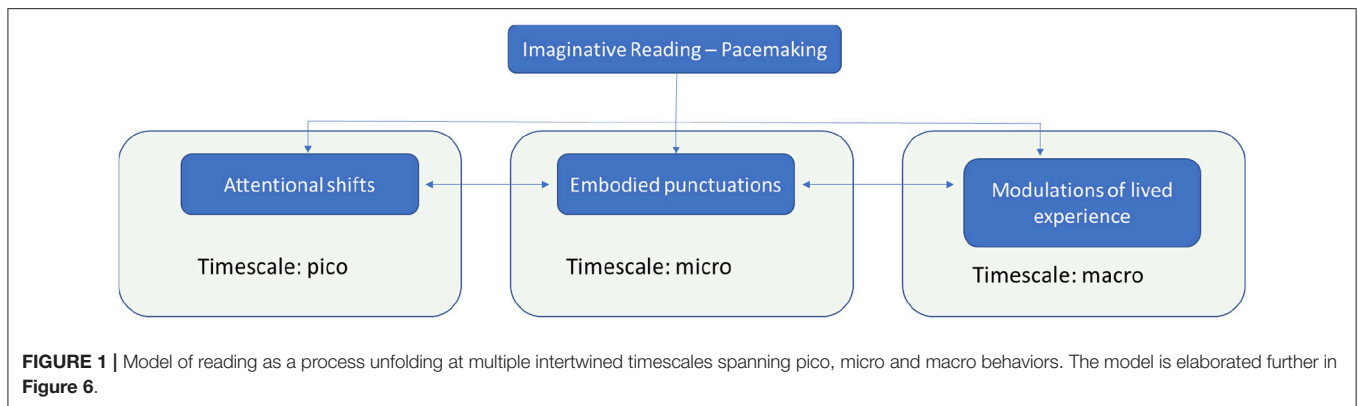 Imaginative Reading – Pacemaking
Attentional shifts
Embodied punctuations
Modulations of lived
experience
Timescale: pico
Timescale: micro
Timescale: macro
FIGURE 1 | Model of reading as a process unfolding at multiple intertwined timescales spanning pico, micro and macro behaviors. The model is elaborated further in
Figure 6.